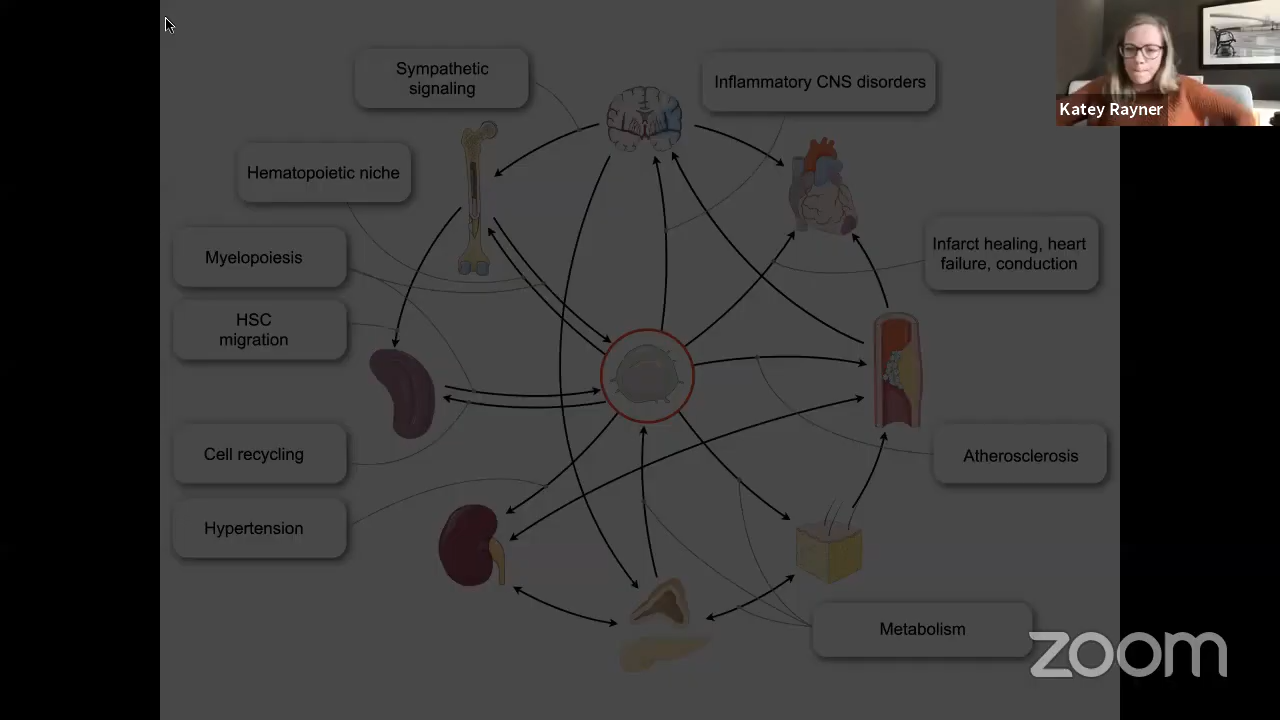 Sympathetic
signaling
Inflammatory CNS disorders
Katey Rayner
Hematopoietic niche
Myelopoiesis
Infarct healing, heart
failure, conduction
HSC
migration
Cell recycling
Atherosclerosis
Hypertension
Metabolism
zoom